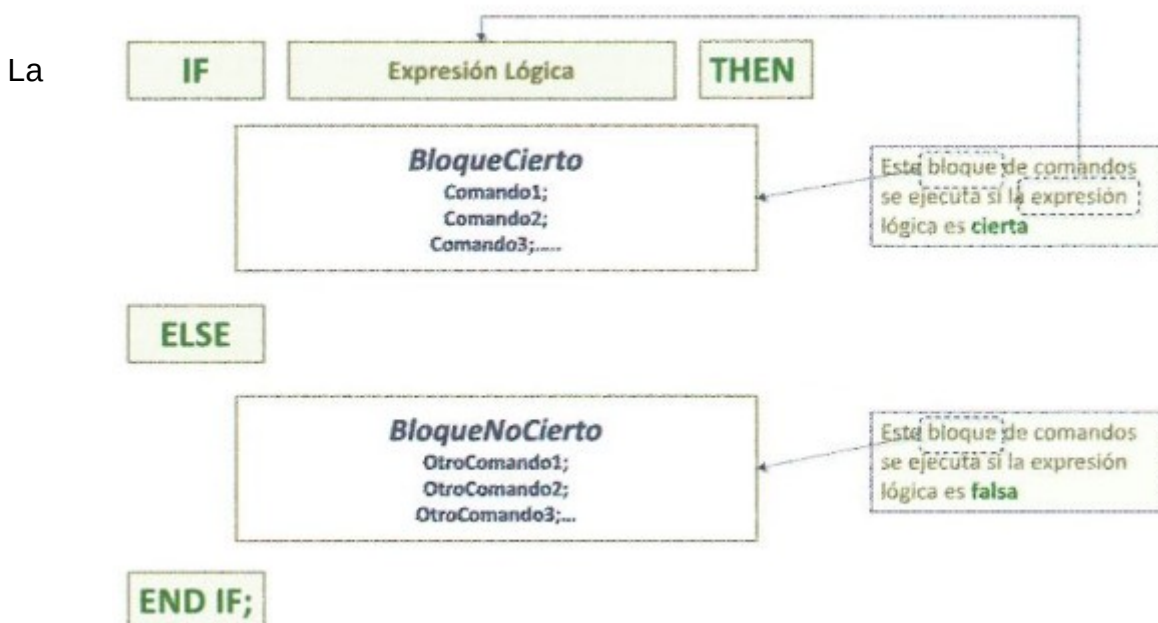 La
IF Expresión Lógica THEN
BloqueCierto
Comando1;
Comando2;
Comando3;.....
Este bloque de comandos
se ejecuta si la expresión
lógica es cierta
ELSE
BloqueNoCierto
OtroComando1;
OtroComando2;
OtroComando3;...
Este bloque de comandos
se ejecuta si la expresión
lógica es falsa
END IF;